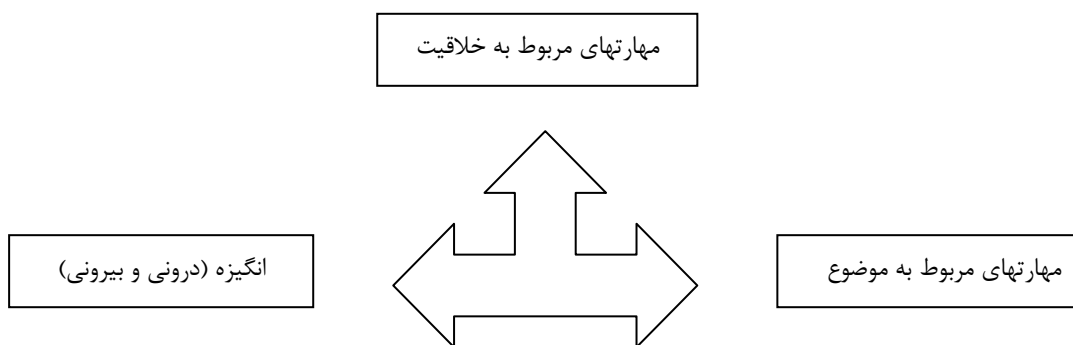 مهارتهای مربوط به خلاقیت
مهارتهای مربوط به موضوع
انگیزه (درونی و بیرونی)